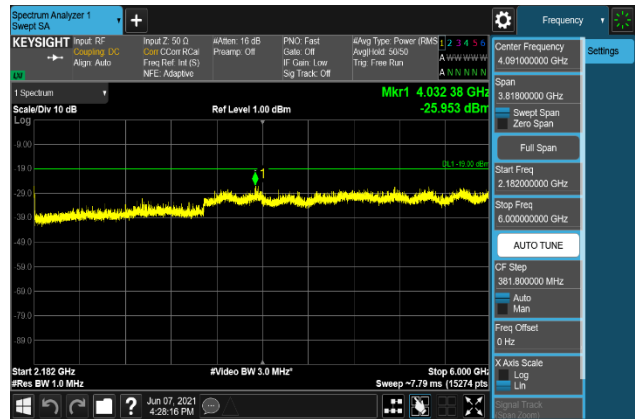 Spectrum Analyzer 1
Swept SA
Frequency
KEYSIGHT
Input: RF
Coupling: DC
Align: Auto
Input Z: 50 Ω
Corr CCorr RCal
Freq Ref: Int (S)
NFE: Adaptive
#Atten: 16 dB
Preamp: Off
PNO: Fast
Gate: Off
IF Gain: Low
Sig Track: Off
#Avg Type: Power (RMS
Avg|Hold: 50/50
Trig: Free Run
1 2 3 4 5 6
A W W W W W
A N N N N N
LW
1 Spectrum
Scale/Div 10 dB
Ref Level 1.00 dBm
Mkr1 4.032 38 GHz
-25.953 dBm
Log
-9.00
-19.0
-29.0
-39.0
-49.0
-59.0
-69.0
-79.0
-89.0
DL1 -19.00 dBm
1
Start 2.182 GHz
#Res BW 1.0 MHz
#Video BW 3.0 MHz*
Stop 6.000 GHz
Sweep ~7.79 ms (15274 pts
Center Frequency
4.091000000 GHz
Settings
Span
3.81800000 GHz
Swept Span
Zero Span
Full Span
Start Freq
2.182000000 GHz
Stop Freq
6.000000000 GHz
AUTO TUNE
CF Step
381.800000 MHz
Auto
Man
Freq Offset
0 Hz
X Axis Scale
Log
Lin
Signal Track
(Span Zoom)
Jun 07, 2021
4:28:16 PM